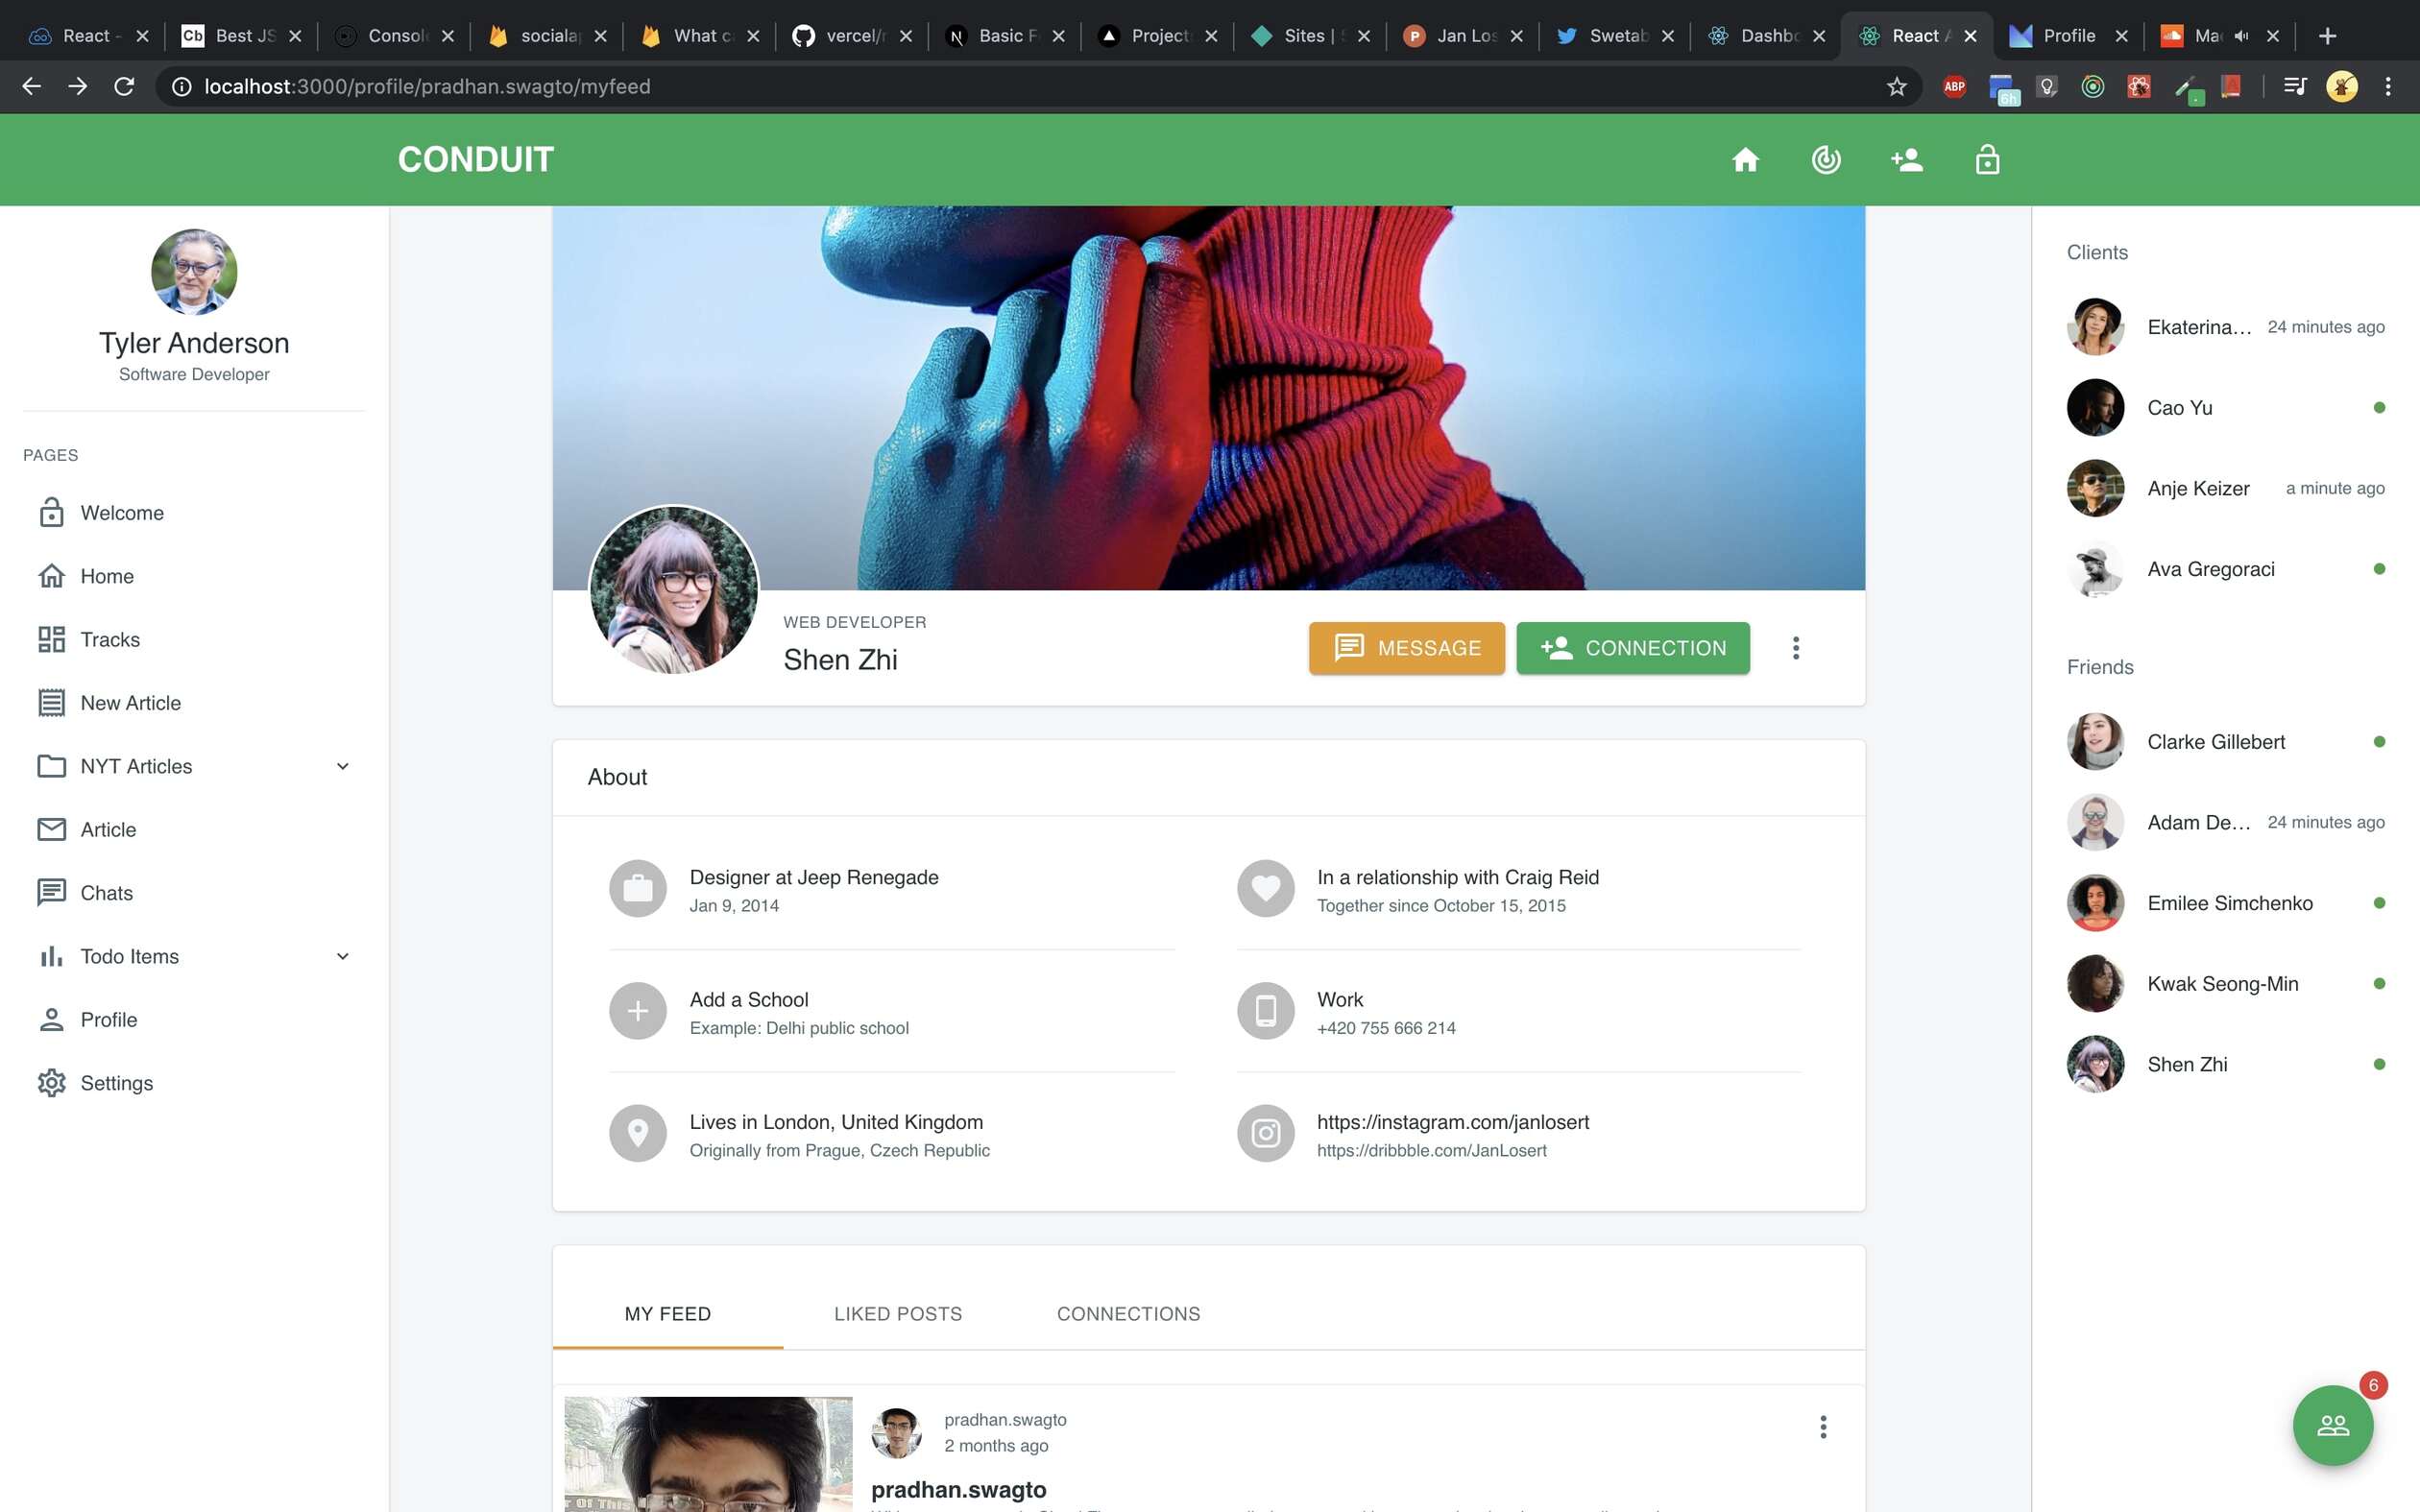 React -
Best JS
Consol
sociala
What c
vercel/r
Basic F
Project
Sites |
Jan Los
Swetab
Dashbo
React A
Profile
Ma
localhost:3000/profile/pradhan.swagto/myfeed
ABP
6h
CONDUIT
Tyler Anderson
Software Developer
PAGES
Welcome
Home
Tracks
New Article
NYT Articles
Article
Chats
Todo Items
Profile
Settings
WEB DEVELOPER
Shen Zhi
MESSAGE
CONNECTION
About
Designer at Jeep Renegade
Jan 9, 2014
In a relationship with Craig Reid
Together since October 15, 2015
Add a School
Example: Delhi public school
Work
+420 755 666 214
Lives in London, United Kingdom
Originally from Prague, Czech Republic
https://instagram.com/janlosert
https://dribbble.com/JanLosert
MY FEED
LIKED POSTS
CONNECTIONS
pradhan.swagto
2 months ago
pradhan.swagto
Clients
Ekaterina... 24 minutes ago
Cao Yu
Anje Keizer a minute ago
Ava Gregoraci
Friends
Clarke Gillebert
Adam De... 24 minutes ago
Emilee Simchenko
Kwak Seong-Min
Shen Zhi
6